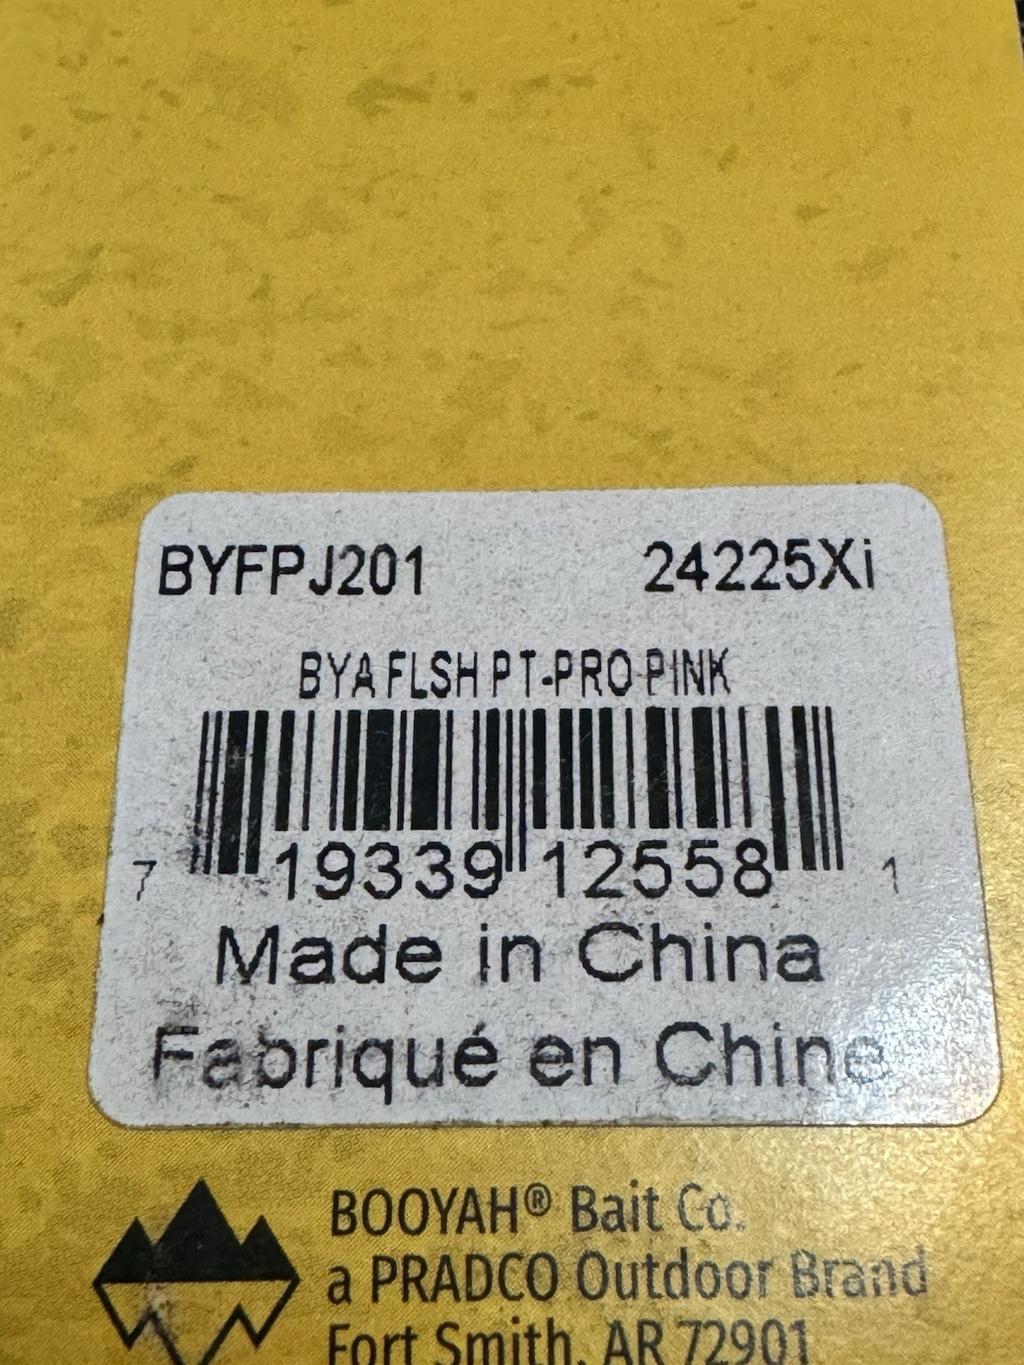 BYFPJ201 24225Xi
BYA FLSH PT-PRO PINK
7 19339 12558 1
Made in China
Fabriqué en Chine
BOOYAH® Bait Co.
a PRADCO Outdoor Brand
Fort Smith, AR 72901